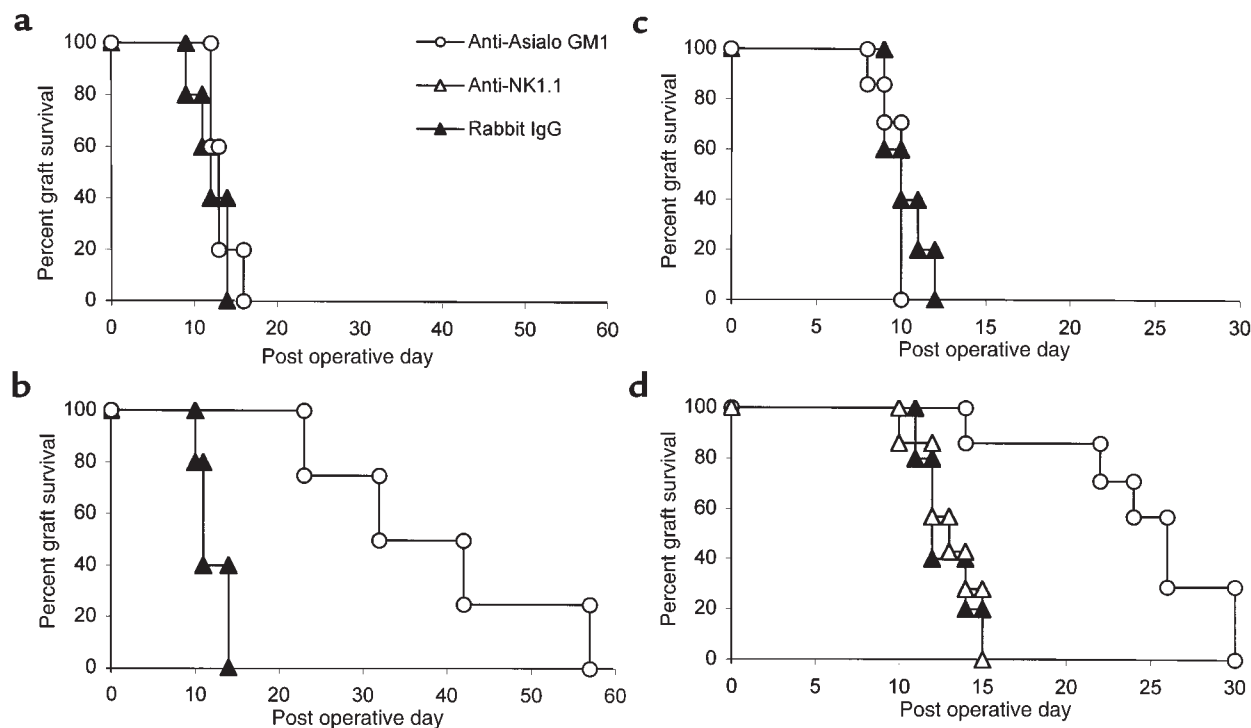 a
100
80
60
40
20
0
Percent graft survival
0 10 20 30 40 50 60
Post operative day
Anti-Asialo GM1
Anti-NK1.1
Rabbit IgG
c
100
80
60
40
20
0
Percent graft survival
0 5 10 15 20 25 30
Post operative day
b
100
80
60
40
20
0
Percent graft survival
0 10 20 30 40 50 60
Post operative day
d
100
80
60
40
20
0
Percent graft survival
0 5 10 15 20 25 30
Post operative day